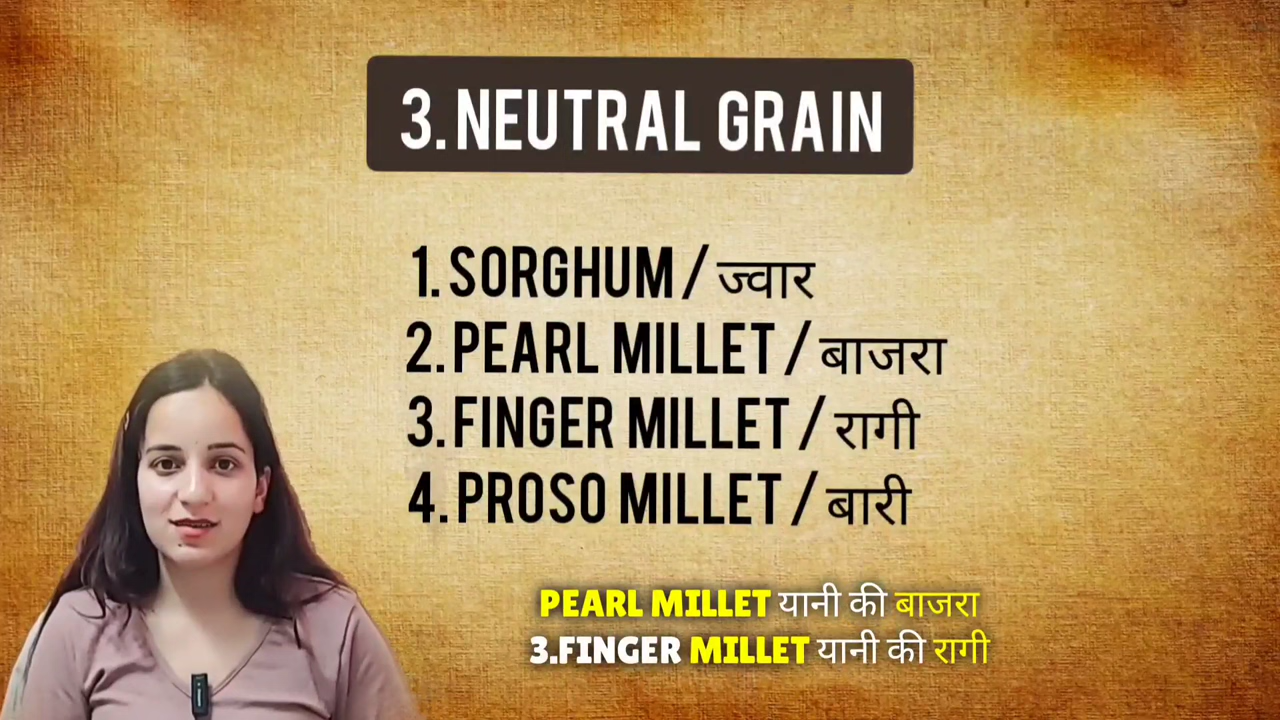 3. NEUTRAL GRAIN
1. SORGHUM / ज्वार
2. PEARL MILLET / बाजरा
3. FINGER MILLET / रागी
4. PROSO MILLET / बारी
PEARL MILLET यानी की बाजरा
3.FINGER MILLET यानी की रागी